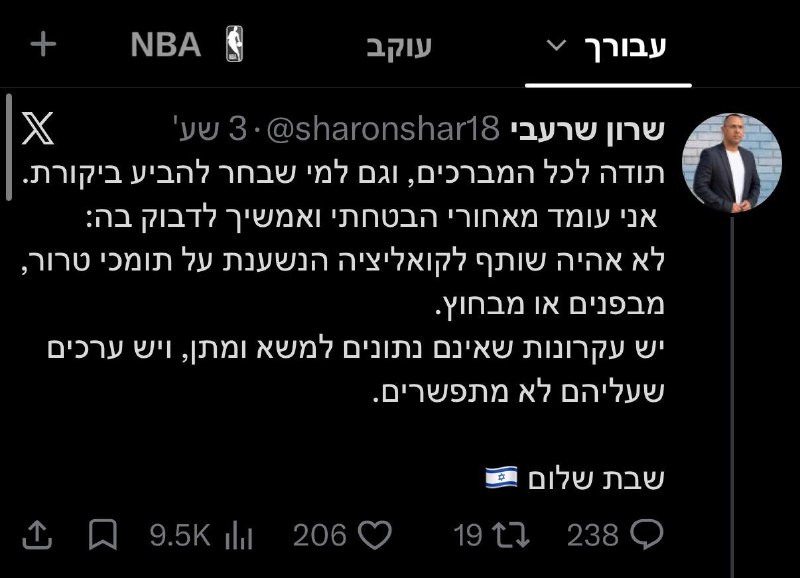 עבורך
עוקב
NBA
שרון שרעבי @sharonshar18 · 3 שע'
תודה לכל המברכים, וגם למי שבחר להביע ביקורת.
אני עומד מאחורי הבטחתי ואמשיך לדבוק בה:
לא אהיה שותף לקואליציה הנשענת על תומכי טרור,
מבפנים או מבחוץ.
יש עקרונות שאינם נתונים למשא ומתן, ויש ערכים
שעליהם לא מתפשרים.
שבת שלום 🇮🇱
238 19 206 9.5K